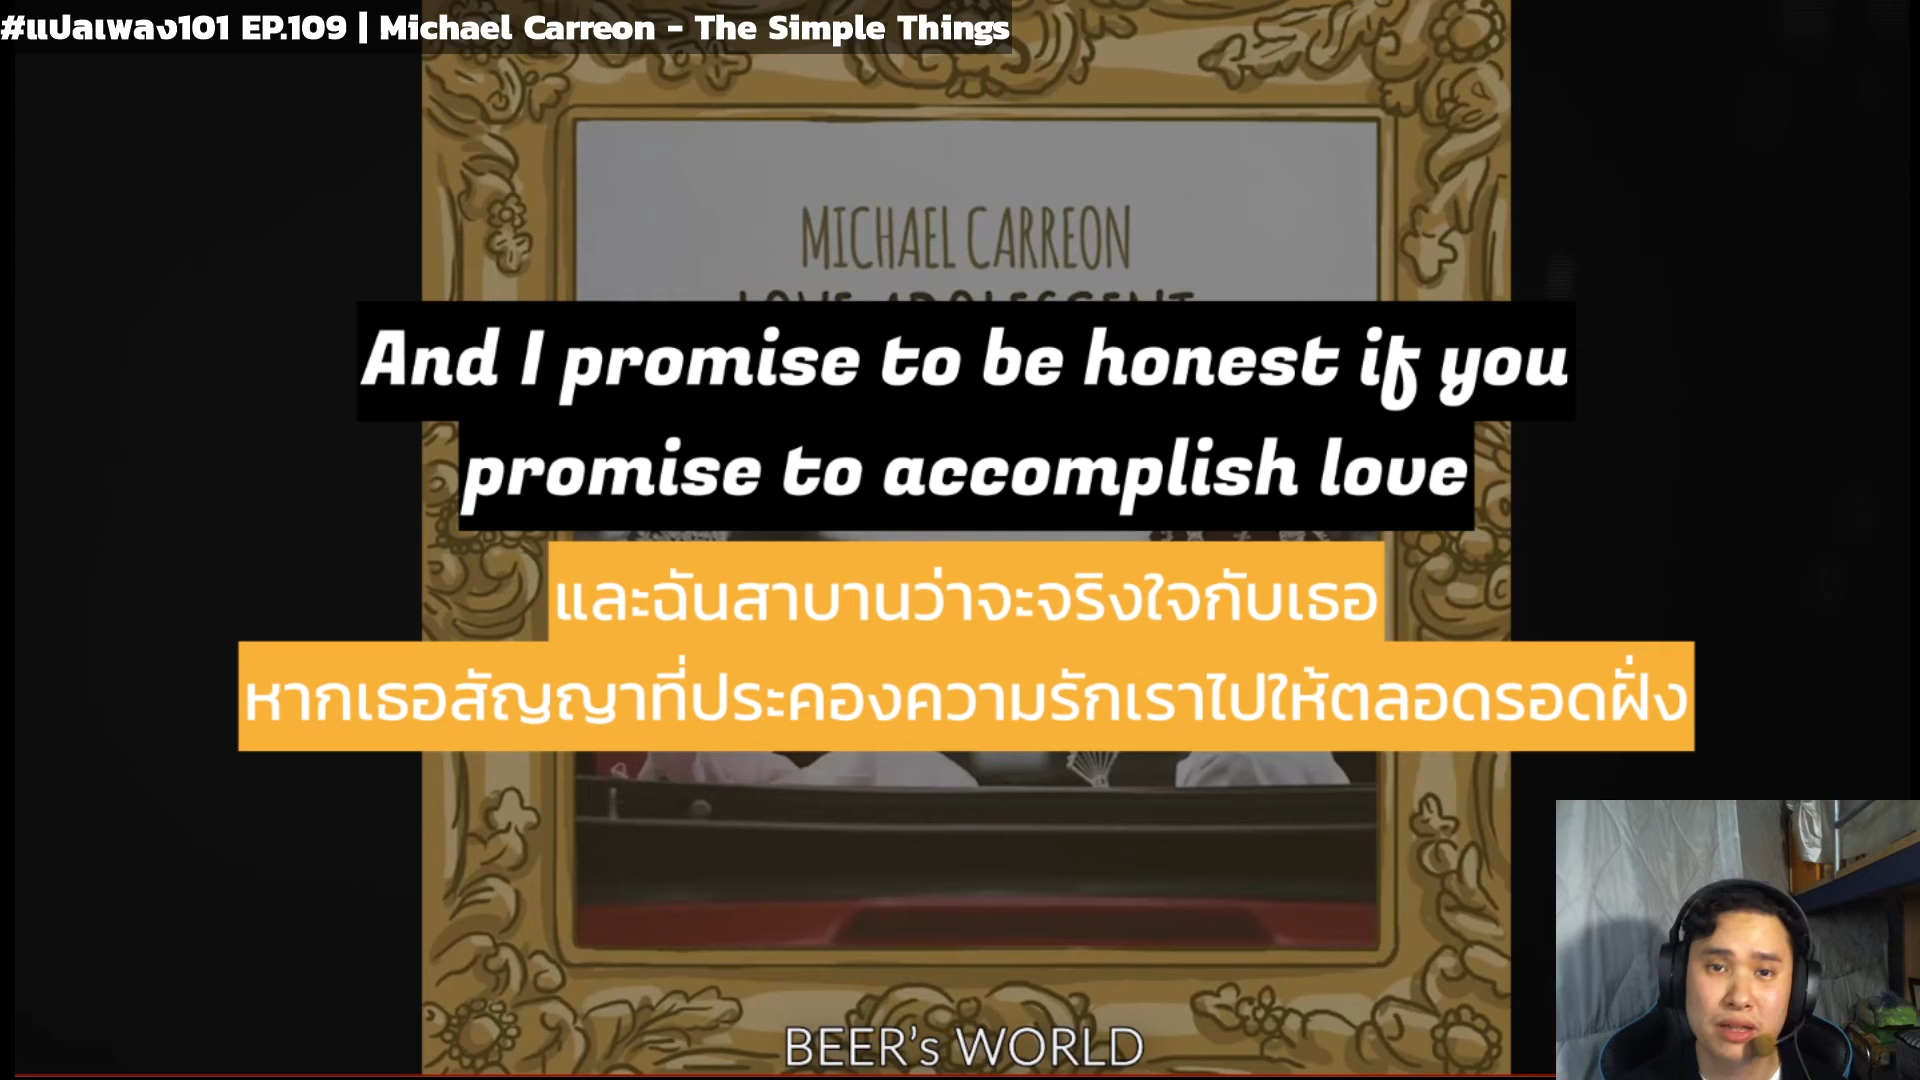 #แปลเพลง101 EP.109 | Michael Carreon - The Simple Things
MICHAEL CARREON
LOVE ADOLESCENT
And I promise to be honest if you
promise to accomplish love
และฉันสาบานว่าจะจริงใจกับเธอ
หากเธอสัญญาที่ประคองความรักเราไปให้ตลอดรอดฝั่ง
BEER's WORLD